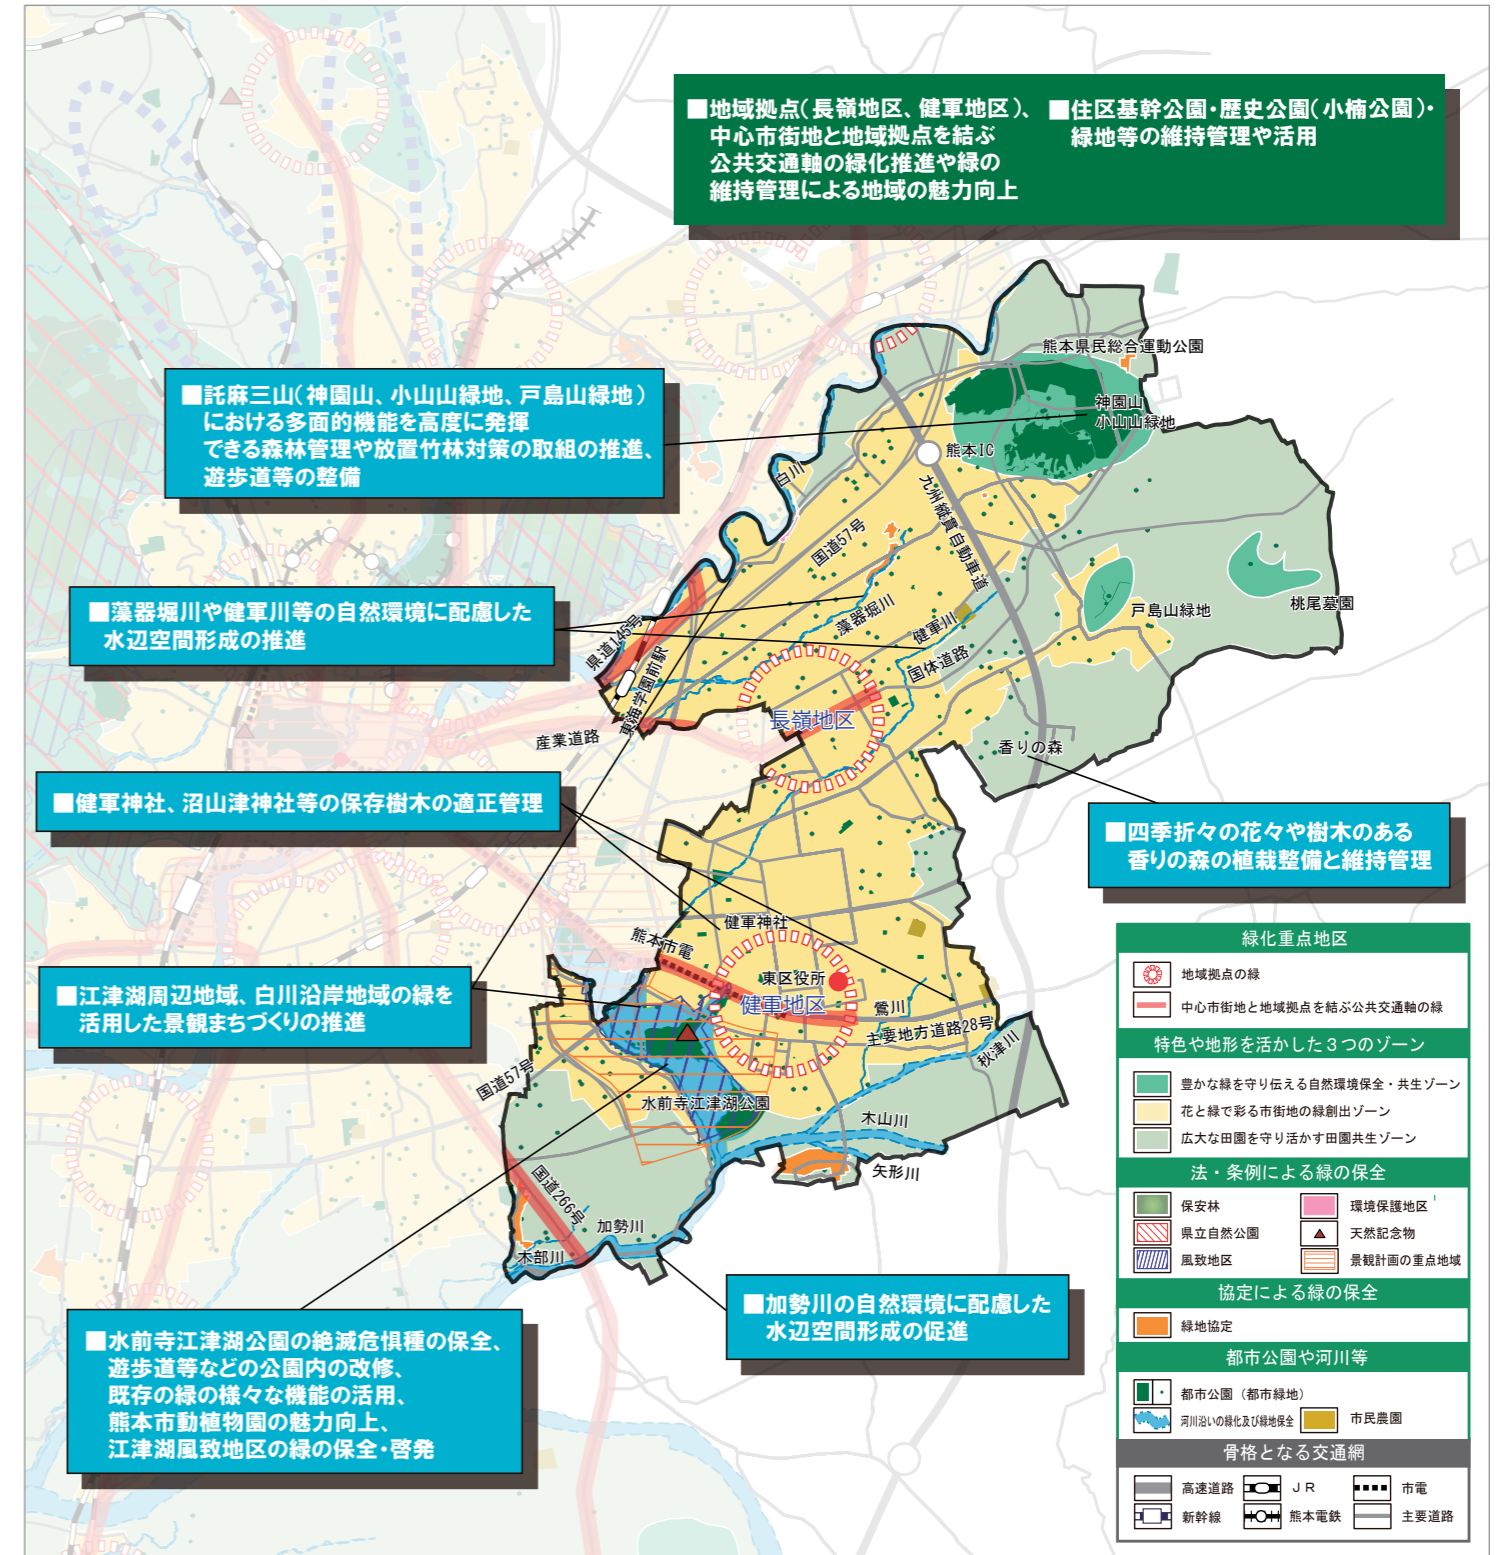 ■地域拠点(長嶺地区、健軍地区)、
中心市街地と地域拠点を結ぶ
公共交通軸の緑化推進や緑の
維持管理による地域の魅力向上
■住区基幹公園・歴史公園(小楠公園)・
緑地等の維持管理や活用
熊本県民総合運動公園
■託麻三山(神園山、小山山緑地、戸島山緑地)
における多面的機能を高度に発揮
できる森林管理や放置竹林対策の取組の推進、
遊歩道等の整備
神園山
小山山緑地
熊本IC
白川
九州縦貫自動車道
国道57号
■藻器堀川や健軍川等の自然環境に配慮した
水辺空間形成の推進
藻器堀川
健軍川
戸島山緑地
桃尾墓園
県道145号
国体道路
東海学園前駅
長嶺地区
産業道路
香りの森
■健軍神社、沼山津神社等の保存樹木の適正管理
■四季折々の花々や樹木のある
香りの森の植栽整備と維持管理
健軍神社
熊本市電
東区役所
健軍地区
鶯川
主要地方道路28号
秋津川
■江津湖周辺地域、白川沿岸地域の緑を
活用した景観まちづくりの推進
国道57号
水前寺江津湖公園
木山川
矢形川
国道266号
加勢川
木部川
■加勢川の自然環境に配慮した
水辺空間形成の促進
■水前寺江津湖公園の絶滅危惧種の保全、
遊歩道等などの公園内の改修、
既存の緑の様々な機能の活用、
熊本市動植物園の魅力向上、
江津湖風致地区の緑の保全・啓発
緑化重点地区
地域拠点の緑
中心市街地と地域拠点を結ぶ公共交通軸の緑
特色や地形を活かした3つのゾーン
豊かな緑を守り伝える自然環境保全・共生ゾーン
花と緑で彩る市街地の緑創出ゾーン
広大な田園を守り活かす田園共生ゾーン
法・条例による緑の保全
保安林
環境保護地区
県立自然公園
天然記念物
風致地区
景観計画の重点地域
協定による緑の保全
緑地協定
都市公園や河川等
都市公園(都市緑地)
河川沿いの緑化及び緑地保全
市民農園
骨格となる交通網
高速道路
JR
市電
新幹線
熊本電鉄
主要道路